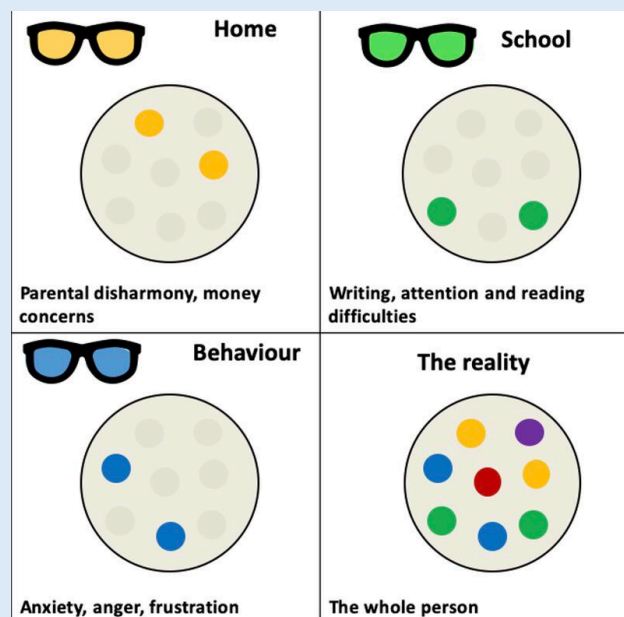 Home
School
Parental disharmony, money
concerns
Writing, attention and reading
difficulties
Behaviour
The reality
Anxiety, anger, frustration
The whole person